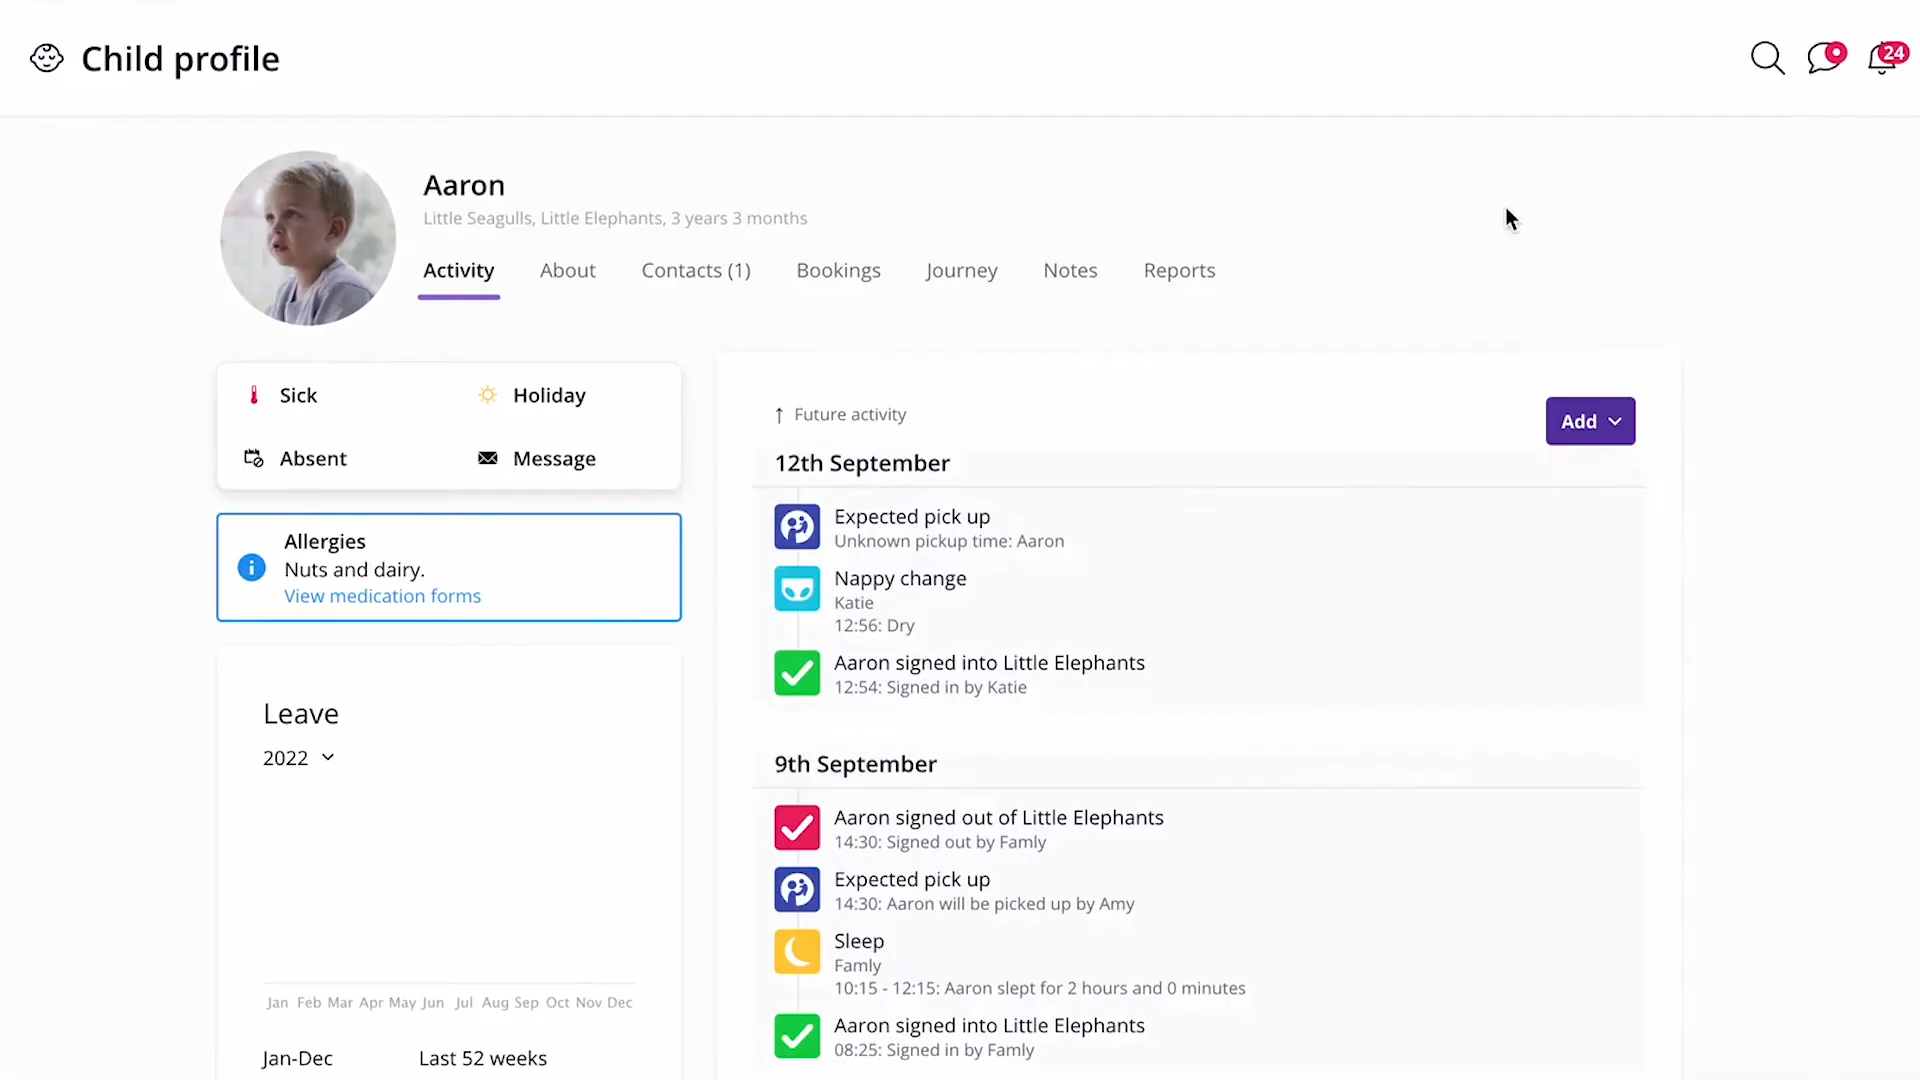 Child profile
24
Aaron
Little Seagulls, Little Elephants, 3 years 3 months
Activity About Contacts (1) Bookings Journey Notes Reports
Sick Holiday
Absent Message
Allergies
Nuts and dairy.
View medication forms
Leave
2022
Jan Feb Mar Apr May Jun Jul Aug Sep Oct Nov Dec
Jan-Dec Last 52 weeks
Future activity
Add
12th September
Expected pick up
Unknown pickup time: Aaron
Nappy change
Katie
12:56: Dry
Aaron signed into Little Elephants
12:54: Signed in by Katie
9th September
Aaron signed out of Little Elephants
14:30: Signed out by Famly
Expected pick up
14:30: Aaron will be picked up by Amy
Sleep
Famly
10:15 - 12:15: Aaron slept for 2 hours and 0 minutes
Aaron signed into Little Elephants
08:25: Signed in by Famly